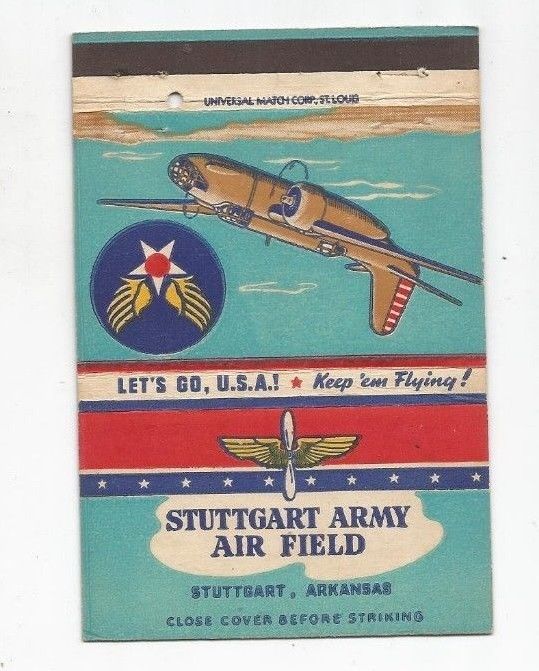 UNIVERSAL MATCH CORP., ST. LOUIS
LET'S GO, U.S.A.! ★ Keep 'em Flying!
STUTTGART ARMY
AIR FIELD
STUTTGART, ARKANSAS
CLOSE COVER BEFORE STRIKING